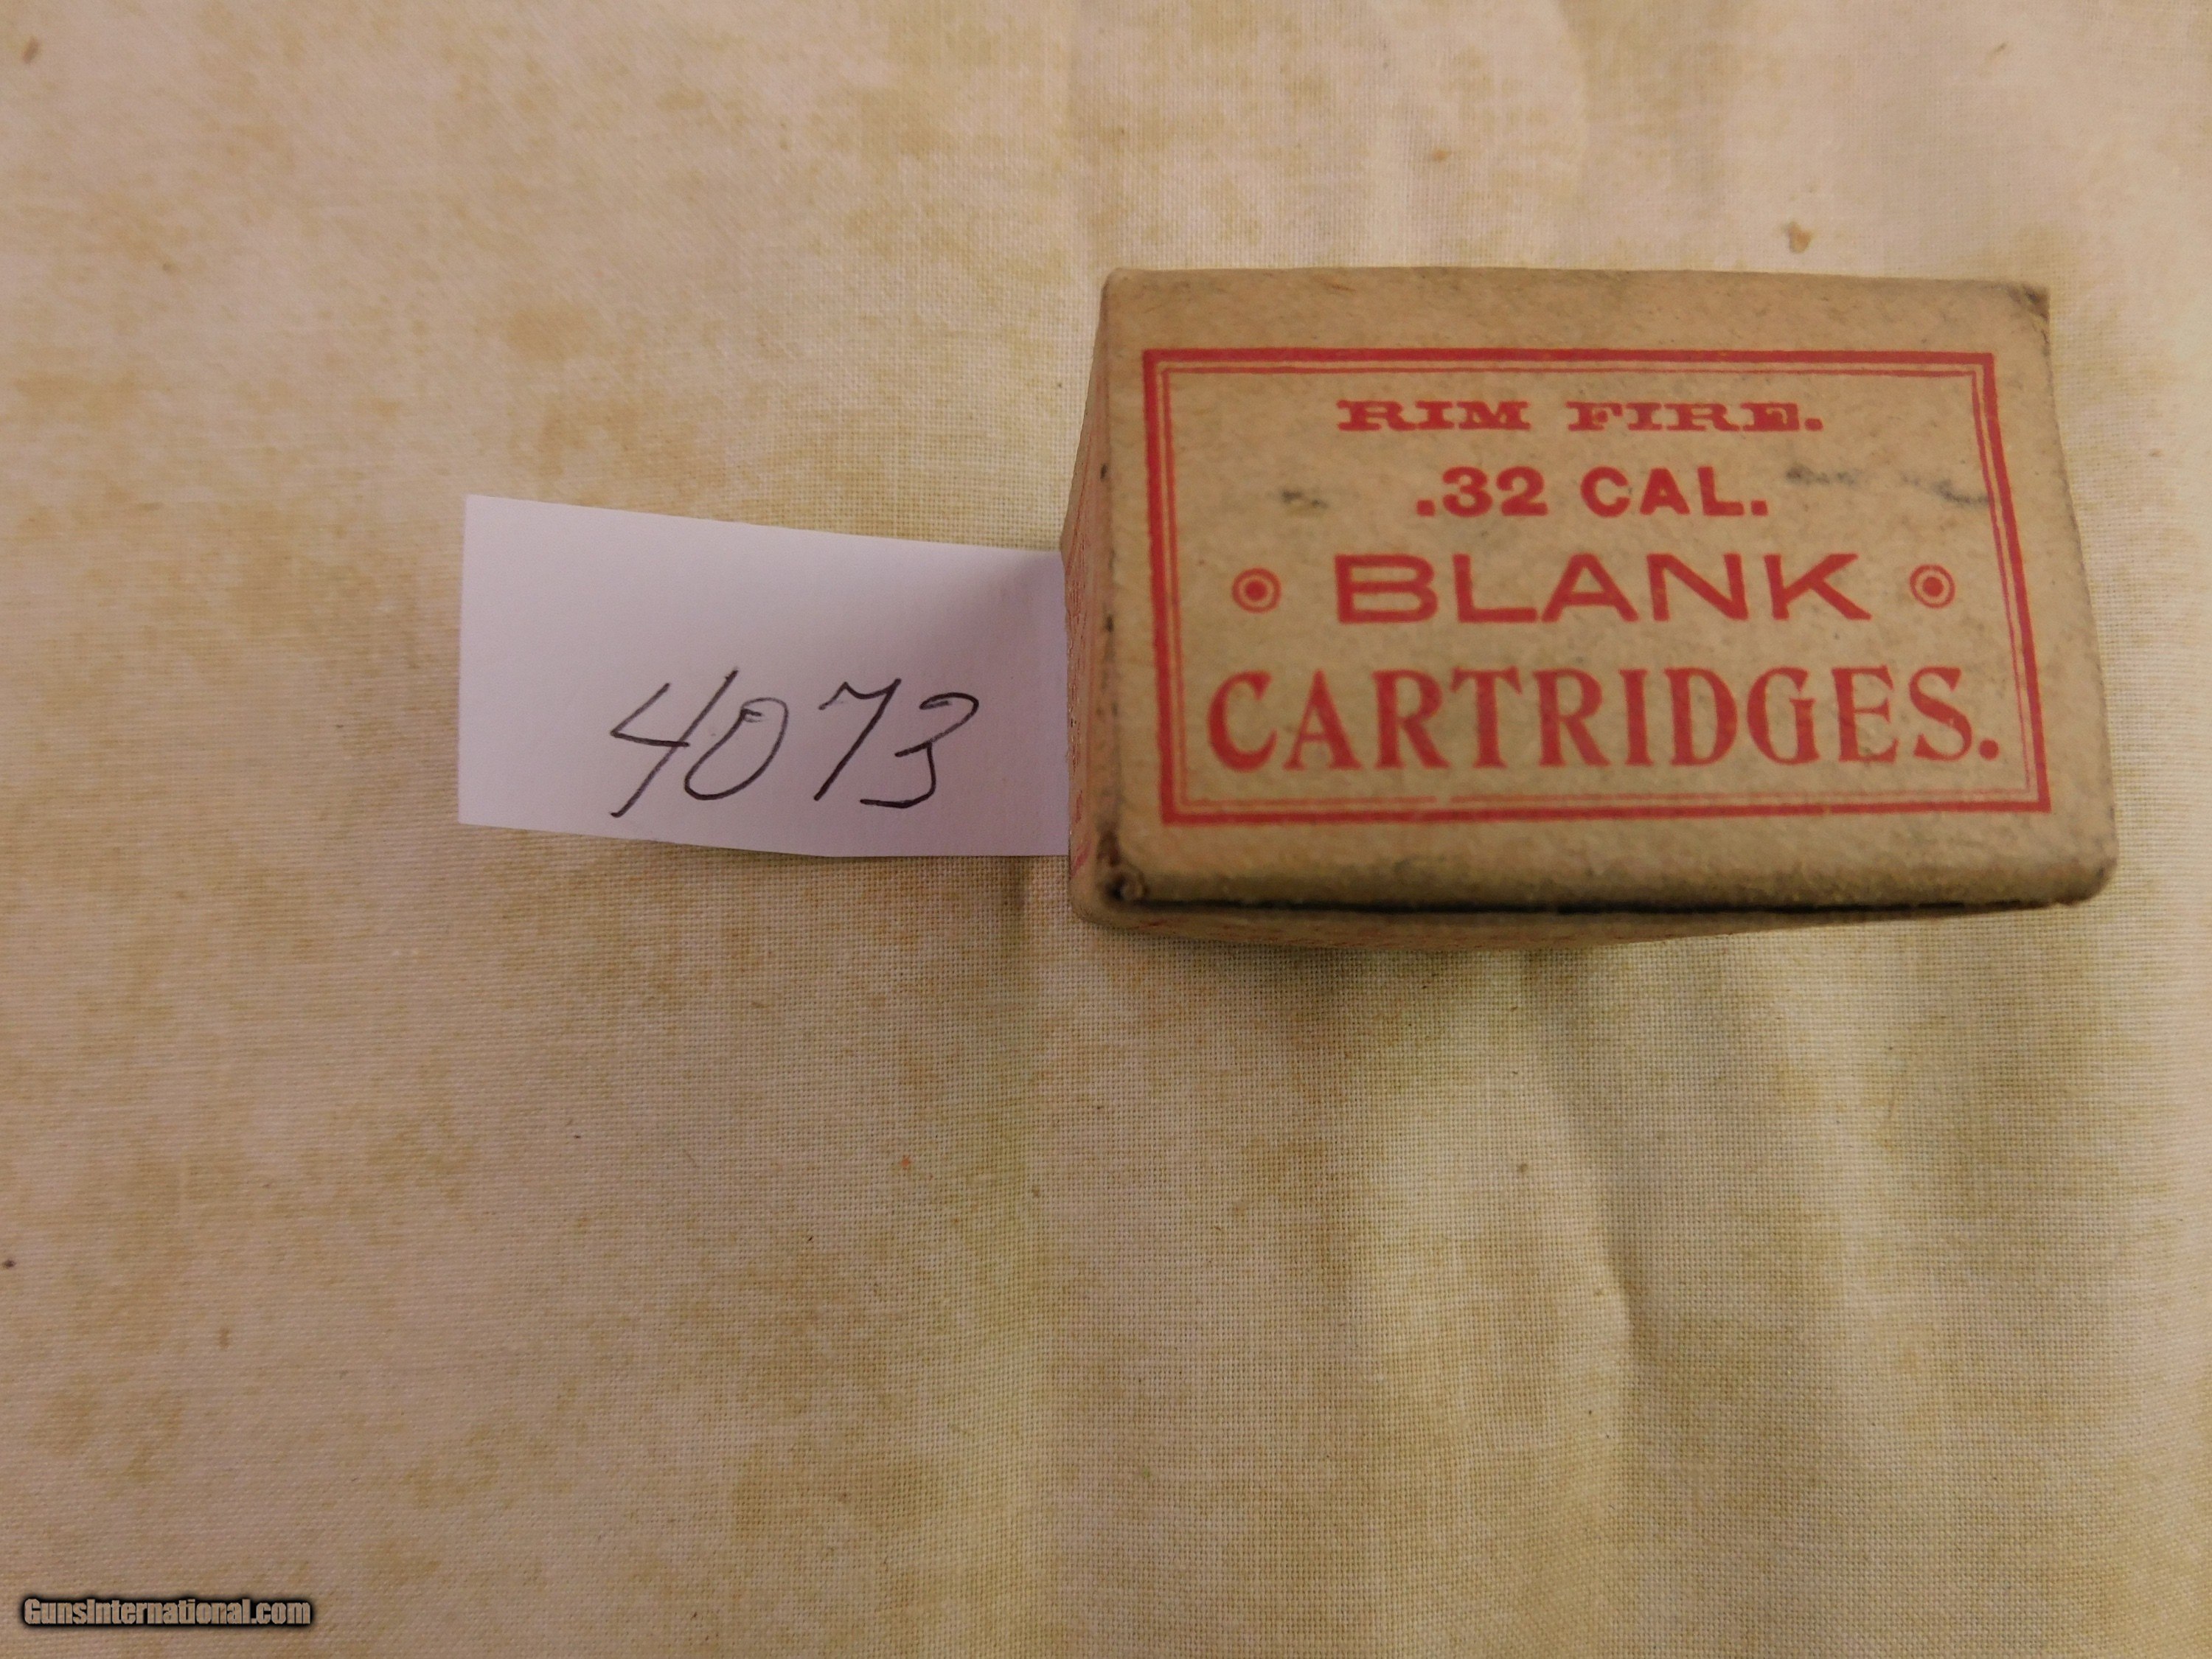 RIM FIRE.
.32 CAL.
BLANK
CARTRIDGES.
4073
GunsInternational.com